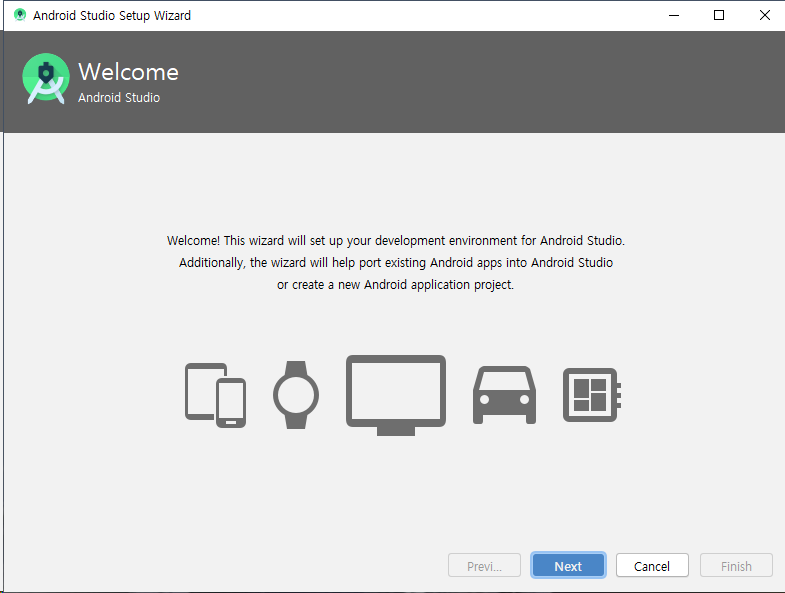 Android Studio Setup Wizard
Welcome
Android Studio
Welcome! This wizard will set up your development environment for Android Studio.
Additionally, the wizard will help port existing Android apps into Android Studio
or create a new Android application project.
Previ...
Next
Cancel
Finish